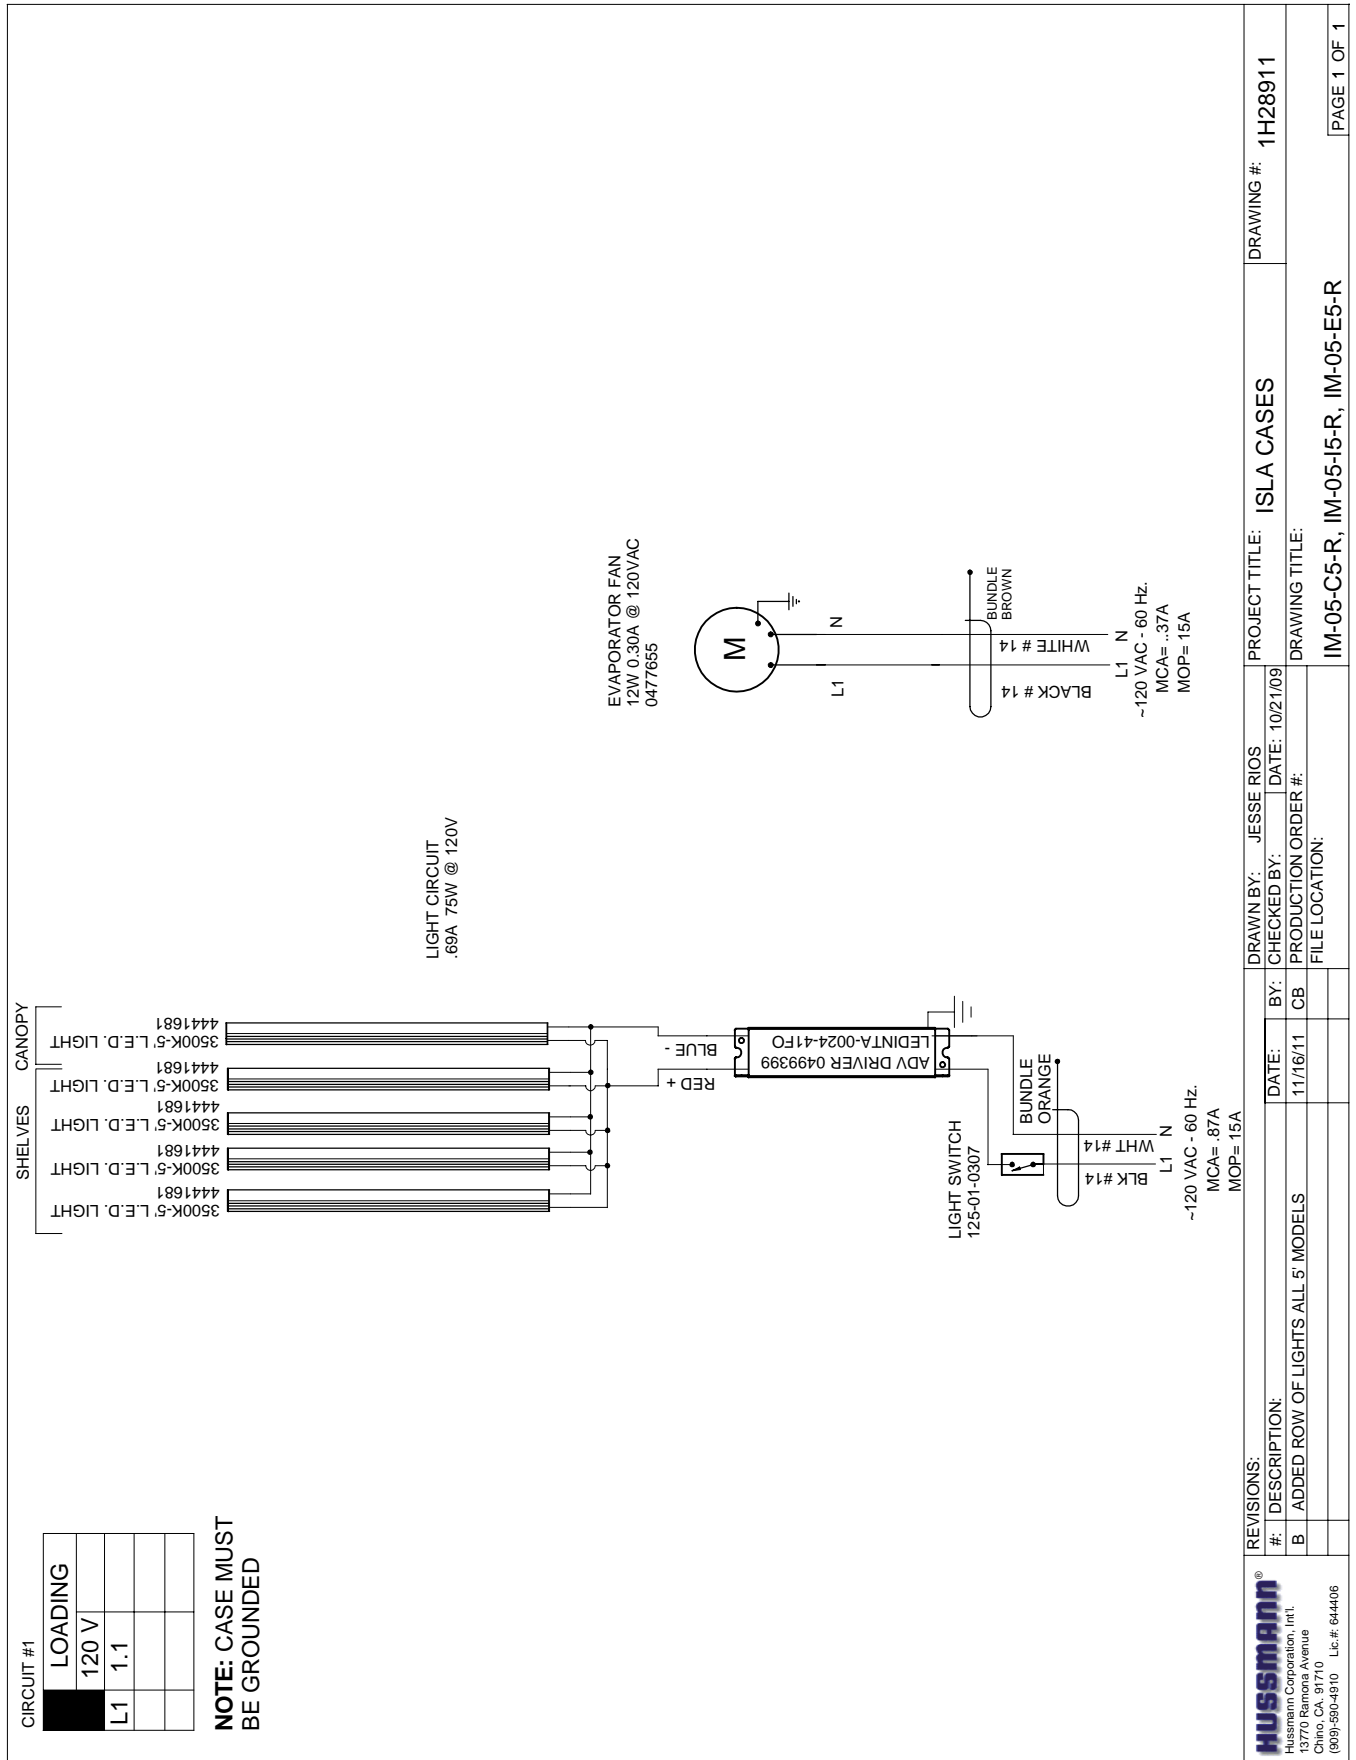 CIRCUIT #1
LOADING
120 V
L1 1.1
NOTE: CASE MUST
BE GROUNDED
SHELVES
CANOPY
3500K-5' L.E.D. LIGHT
4441681
3500K-5' L.E.D. LIGHT
4441681
3500K-5' L.E.D. LIGHT
4441681
3500K-5' L.E.D. LIGHT
4441681
3500K-5' L.E.D. LIGHT
4441681
LIGHT CIRCUIT
.69A 75W @ 120V
RED +
BLUE -
ADV DRIVER 0499399
LEDINTA-0024-41FO
LIGHT SWITCH
125-01-0307
BUNDLE
ORANGE
BLK #14
WHT #14
L1 N
~120 VAC - 60 Hz.
MCA= .87A
MOP= 15A
EVAPORATOR FAN
12W 0.30A @ 120VAC
0477655
M
L1
N
BUNDLE
BROWN
BLACK # 14
WHITE # 14
L1 N
~120 VAC - 60 Hz.
MCA= ..37A
MOP= 15A
HUSSMANN®
Hussmann Corporation, Int'l.
13770 Ramona Avenue
Chino, CA. 91710
(909)-590-4910 Lic.#: 644406
REVISIONS:
#: DESCRIPTION: DATE: BY:
B ADDED ROW OF LIGHTS ALL 5' MODELS 11/16/11 CB
DRAWN BY: JESSE RIOS
CHECKED BY: DATE: 10/21/09
PRODUCTION ORDER #:
FILE LOCATION:
PROJECT TITLE: ISLA CASES
DRAWING #: 1H28911
DRAWING TITLE:
IM-05-C5-R, IM-05-I5-R, IM-05-E5-R
PAGE 1 OF 1